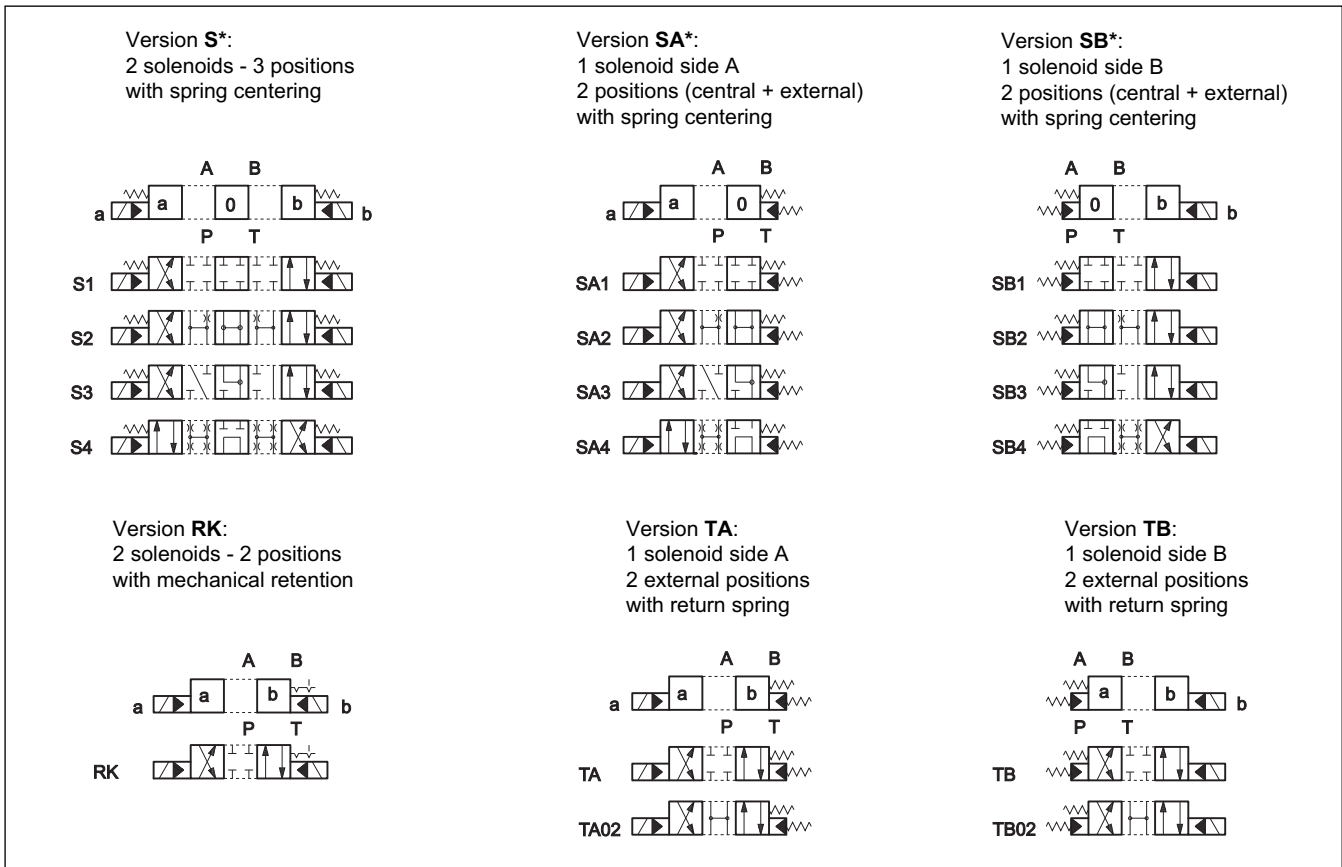 Version S*:
2 solenoids - 3 positions
with spring centering
A B
a a 0 b b
P T
S1
S2
S3
S4
Version SA*:
1 solenoid side A
2 positions (central + external)
with spring centering
A B
a a 0
P T
SA1
SA2
SA3
SA4
Version SB*:
1 solenoid side B
2 positions (central + external)
with spring centering
A B
0 b b
P T
SB1
SB2
SB3
SB4
Version RK:
2 solenoids - 2 positions
with mechanical retention
A B
a a b b
P T
RK
Version TA:
1 solenoid side A
2 external positions
with return spring
A B
a a b
P T
TA
TA02
Version TB:
1 solenoid side B
2 external positions
with return spring
A B
a b b
P T
TB
TB02